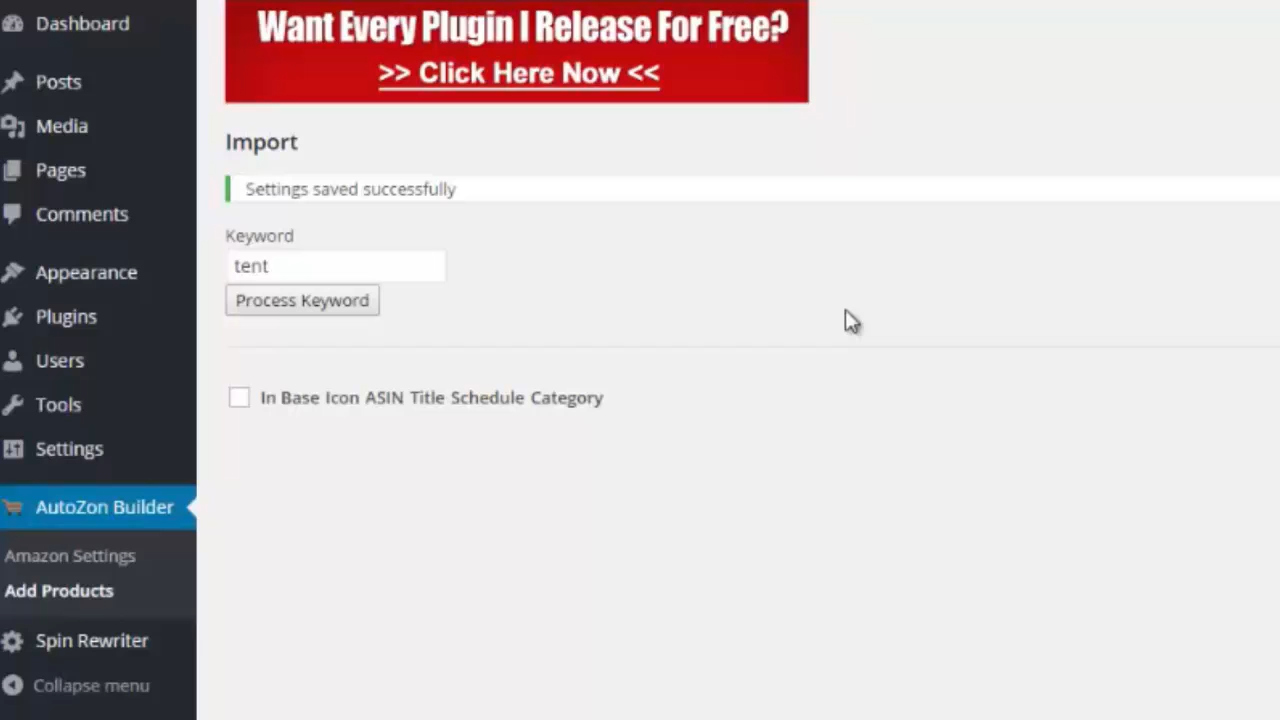 Dashboard
Posts
Media
Pages
Comments
Appearance
Plugins
Users
Tools
Settings
AutoZon Builder
Amazon Settings
Add Products
Spin Rewriter
Collapse menu
Want Every Plugin I Release For Free?
>> Click Here Now <<
Import
Settings saved successfully
Keyword
tent
Process Keyword
In Base Icon ASIN Title Schedule Category